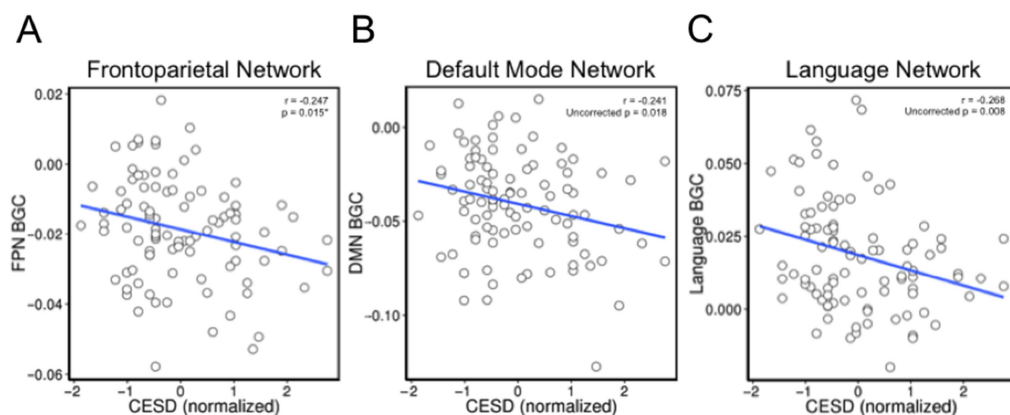 A
B
C
Frontoparietal Network
Default Mode Network
Language Network
r = -0.247
p = 0.015*
r = -0.241
Uncorrected p = 0.018
r = -0.268
Uncorrected p = 0.008
FPN BGC
0.02
0.00
−0.02
−0.04
−0.06
−2
−1
0
1
2
CESD (normalized)
DMN BGC
0.00
−0.05
−0.10
−2
−1
0
1
2
CESD (normalized)
Language BGC
0.075
0.050
0.025
0.000
−2
−1
0
1
2
CESD (normalized)